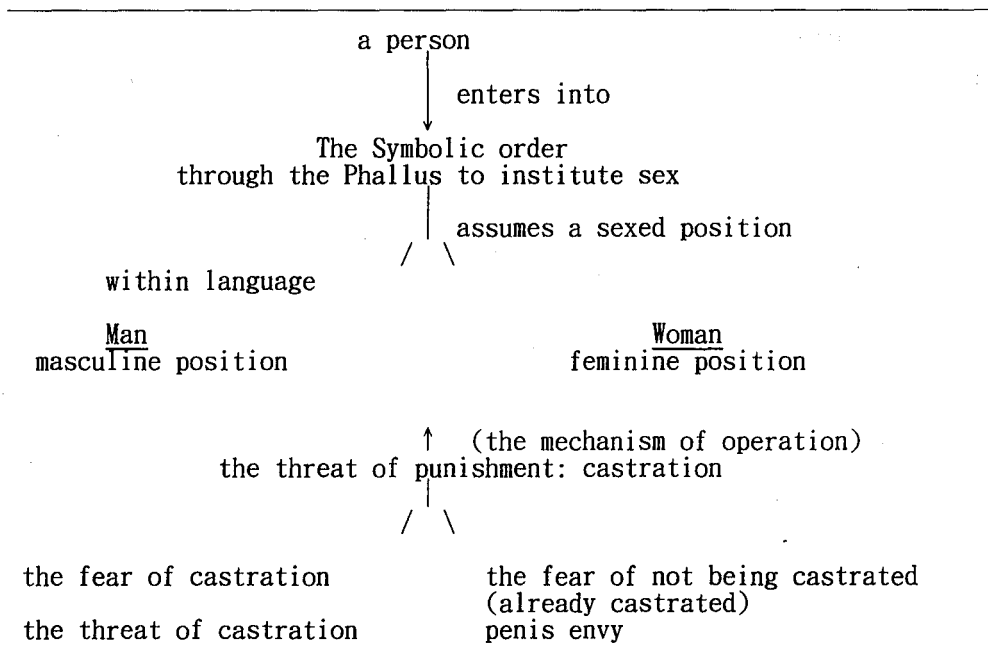 a person
enters into
The Symbolic order
through the Phallus to institute sex
assumes a sexed position
within language
Man
masculine position
Woman
feminine position
(the mechanism of operation)
the threat of punishment: castration
the fear of castration
the threat of castration
the fear of not being castrated
(already castrated)
penis envy